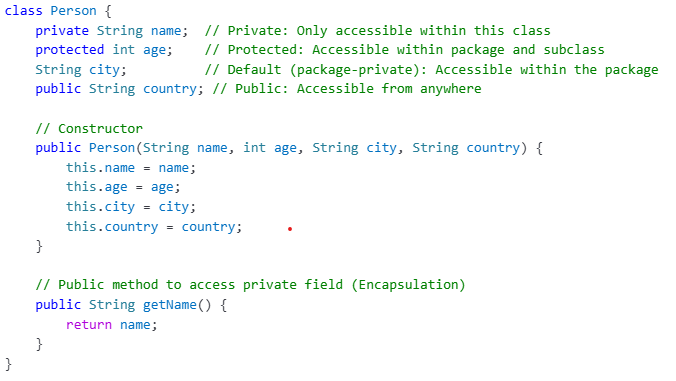 class Person {
    private String name;  // Private: Only accessible within this class
    protected int age;    // Protected: Accessible within package and subclass
    String city;          // Default (package-private): Accessible within the package
    public String country; // Public: Accessible from anywhere

    // Constructor
    public Person(String name, int age, String city, String country) {
        this.name = name;
        this.age = age;
        this.city = city;
        this.country = country;
    }

    // Public method to access private field (Encapsulation)
    public String getName() {
        return name;
    }
}